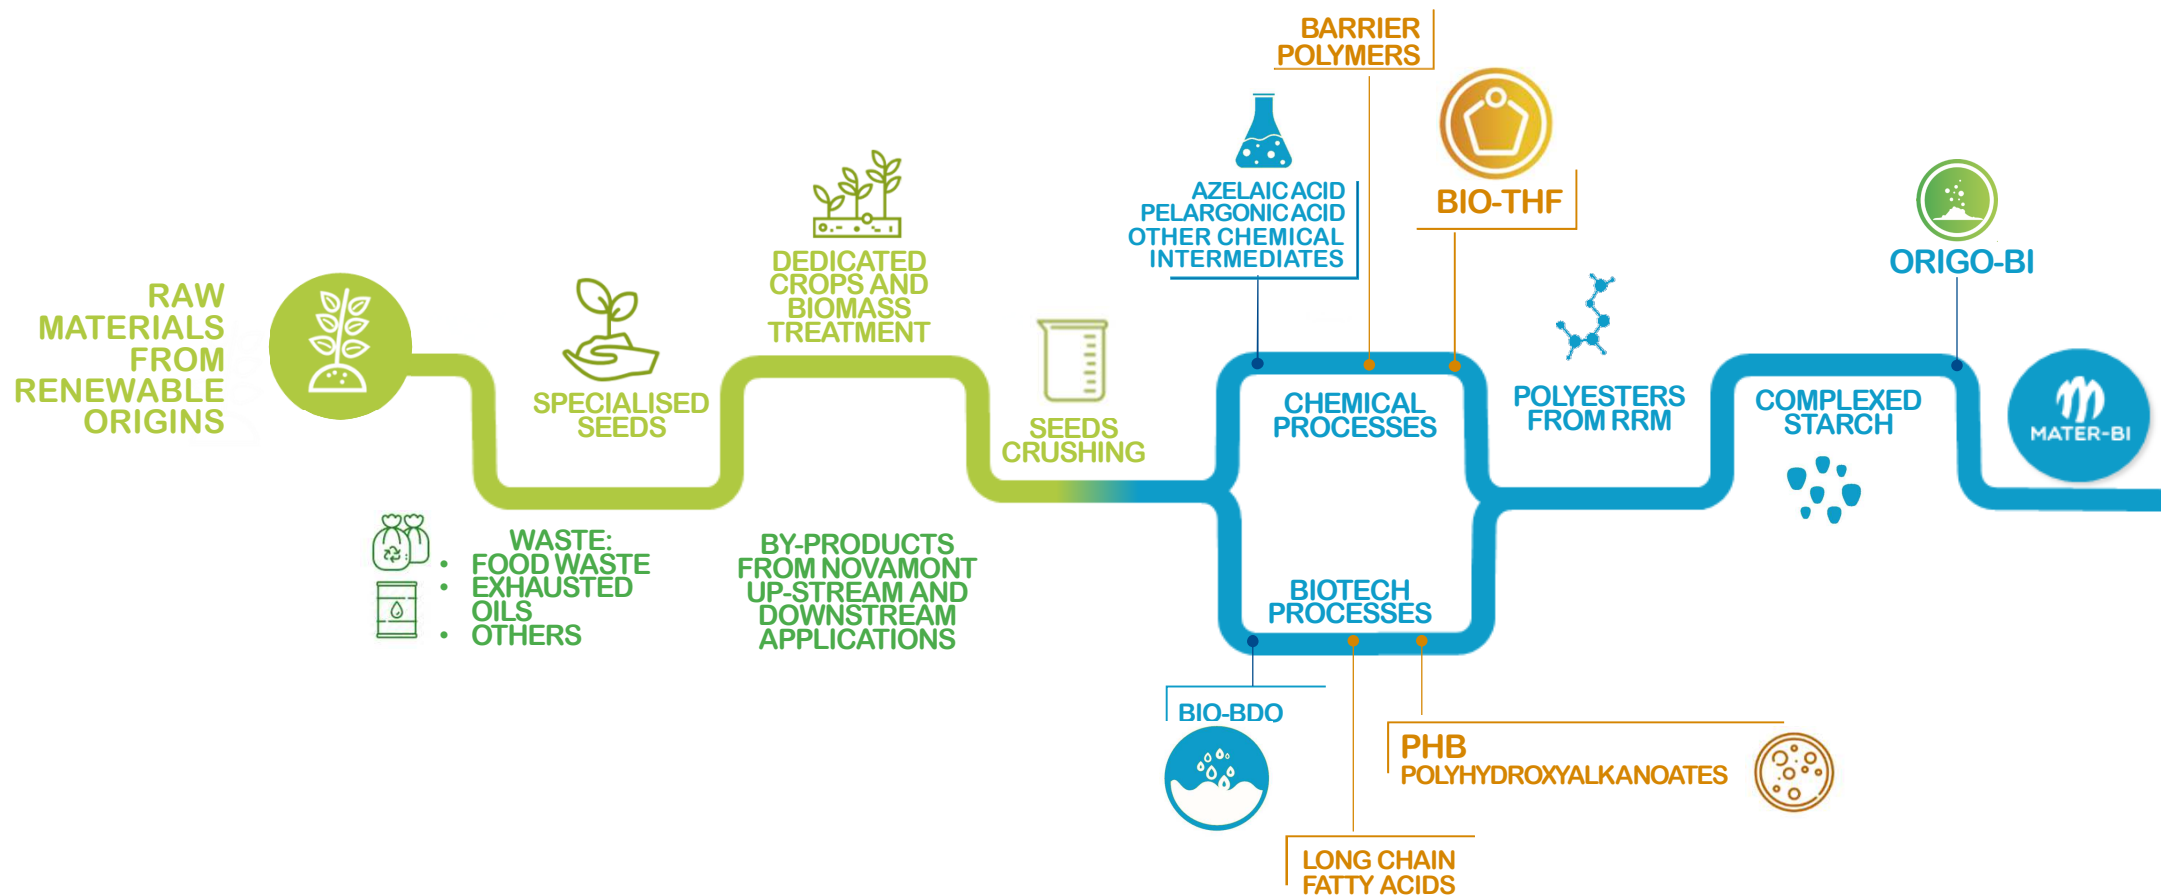 RAW
MATERIALS
FROM
RENEWABLE
ORIGINS
SPECIALISED
SEEDS
WASTE:
• FOOD WASTE
• EXHAUSTED
OILS
• OTHERS
DEDICATED
CROPS AND
BIOMASS
TREATMENT
BY-PRODUCTS
FROM NOVAMONT
UP-STREAM AND
DOWNSTREAM
APPLICATIONS
SEEDS
CRUSHING
AZELAIC ACID
PELARGONIC ACID
OTHER CHEMICAL
INTERMEDIATES
BARRIER
POLYMERS
BIO-THF
CHEMICAL
PROCESSES
BIOTECH
PROCESSES
BIO-BDO
LONG CHAIN
FATTY ACIDS
PHB
POLYHYDROXYALKANOATES
POLYESTERS
FROM RRM
COMPLEXED
STARCH
ORIGO-BI
MATER-BI